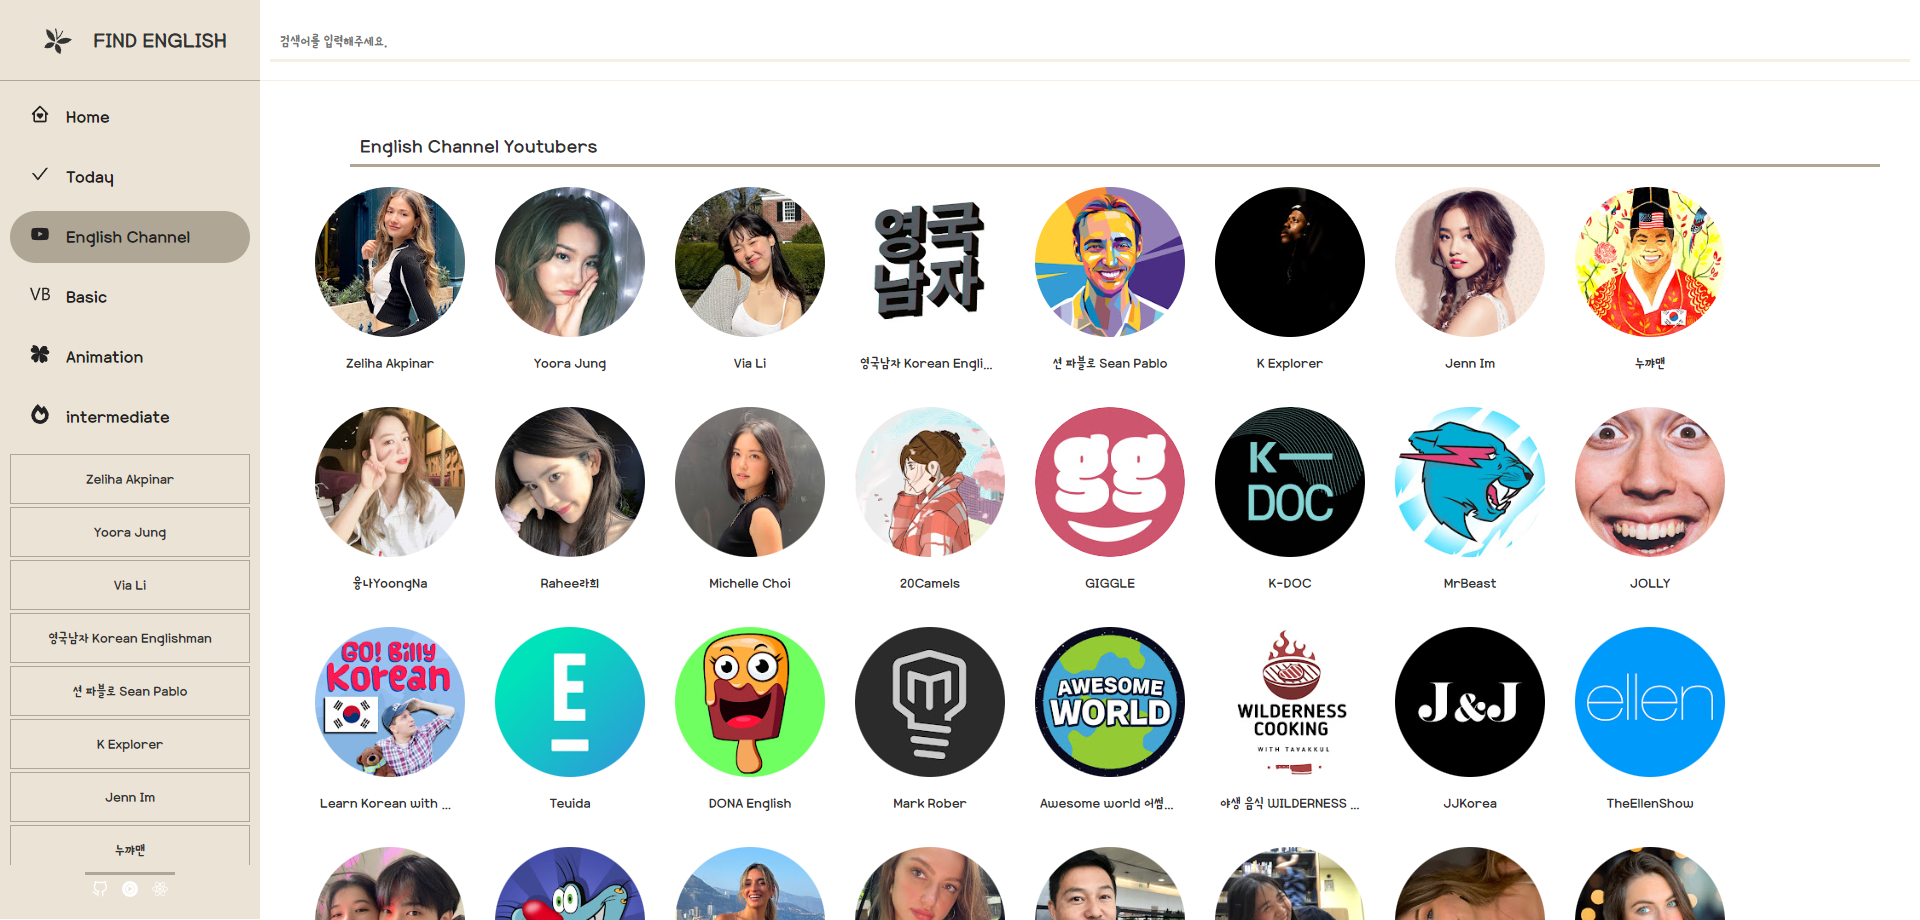 FIND ENGLISH
검색어를 입력해주세요.
Home
Today
English Channel
VB Basic
Animation
intermediate
Zeliha Akpinar
Yoora Jung
Via Li
영국남자 Korean Englishman
션 파블로 Sean Pablo
K Explorer
Jenn Im
누꺄맨
English Channel Youtubers
영국
남자
Zeliha Akpinar
Yoora Jung
Via Li
영국남자 Korean Engli...
션 파블로 Sean Pablo
K Explorer
Jenn Im
누꺄맨
gg
K—
DOC
융나YoongNa
Rahee라희
Michelle Choi
20Camels
GIGGLE
K-DOC
MrBeast
JOLLY
GO! Billy
Korean
E
m
AWESOME
WORLD
WILDERNESS
COOKING
WITH TAVAKKUL
J&J
ellen
Learn Korean with ...
Teuida
DONA English
Mark Rober
Awesome world 어썸...
야생 음식 WILDERNESS ...
JJKorea
TheEllenShow